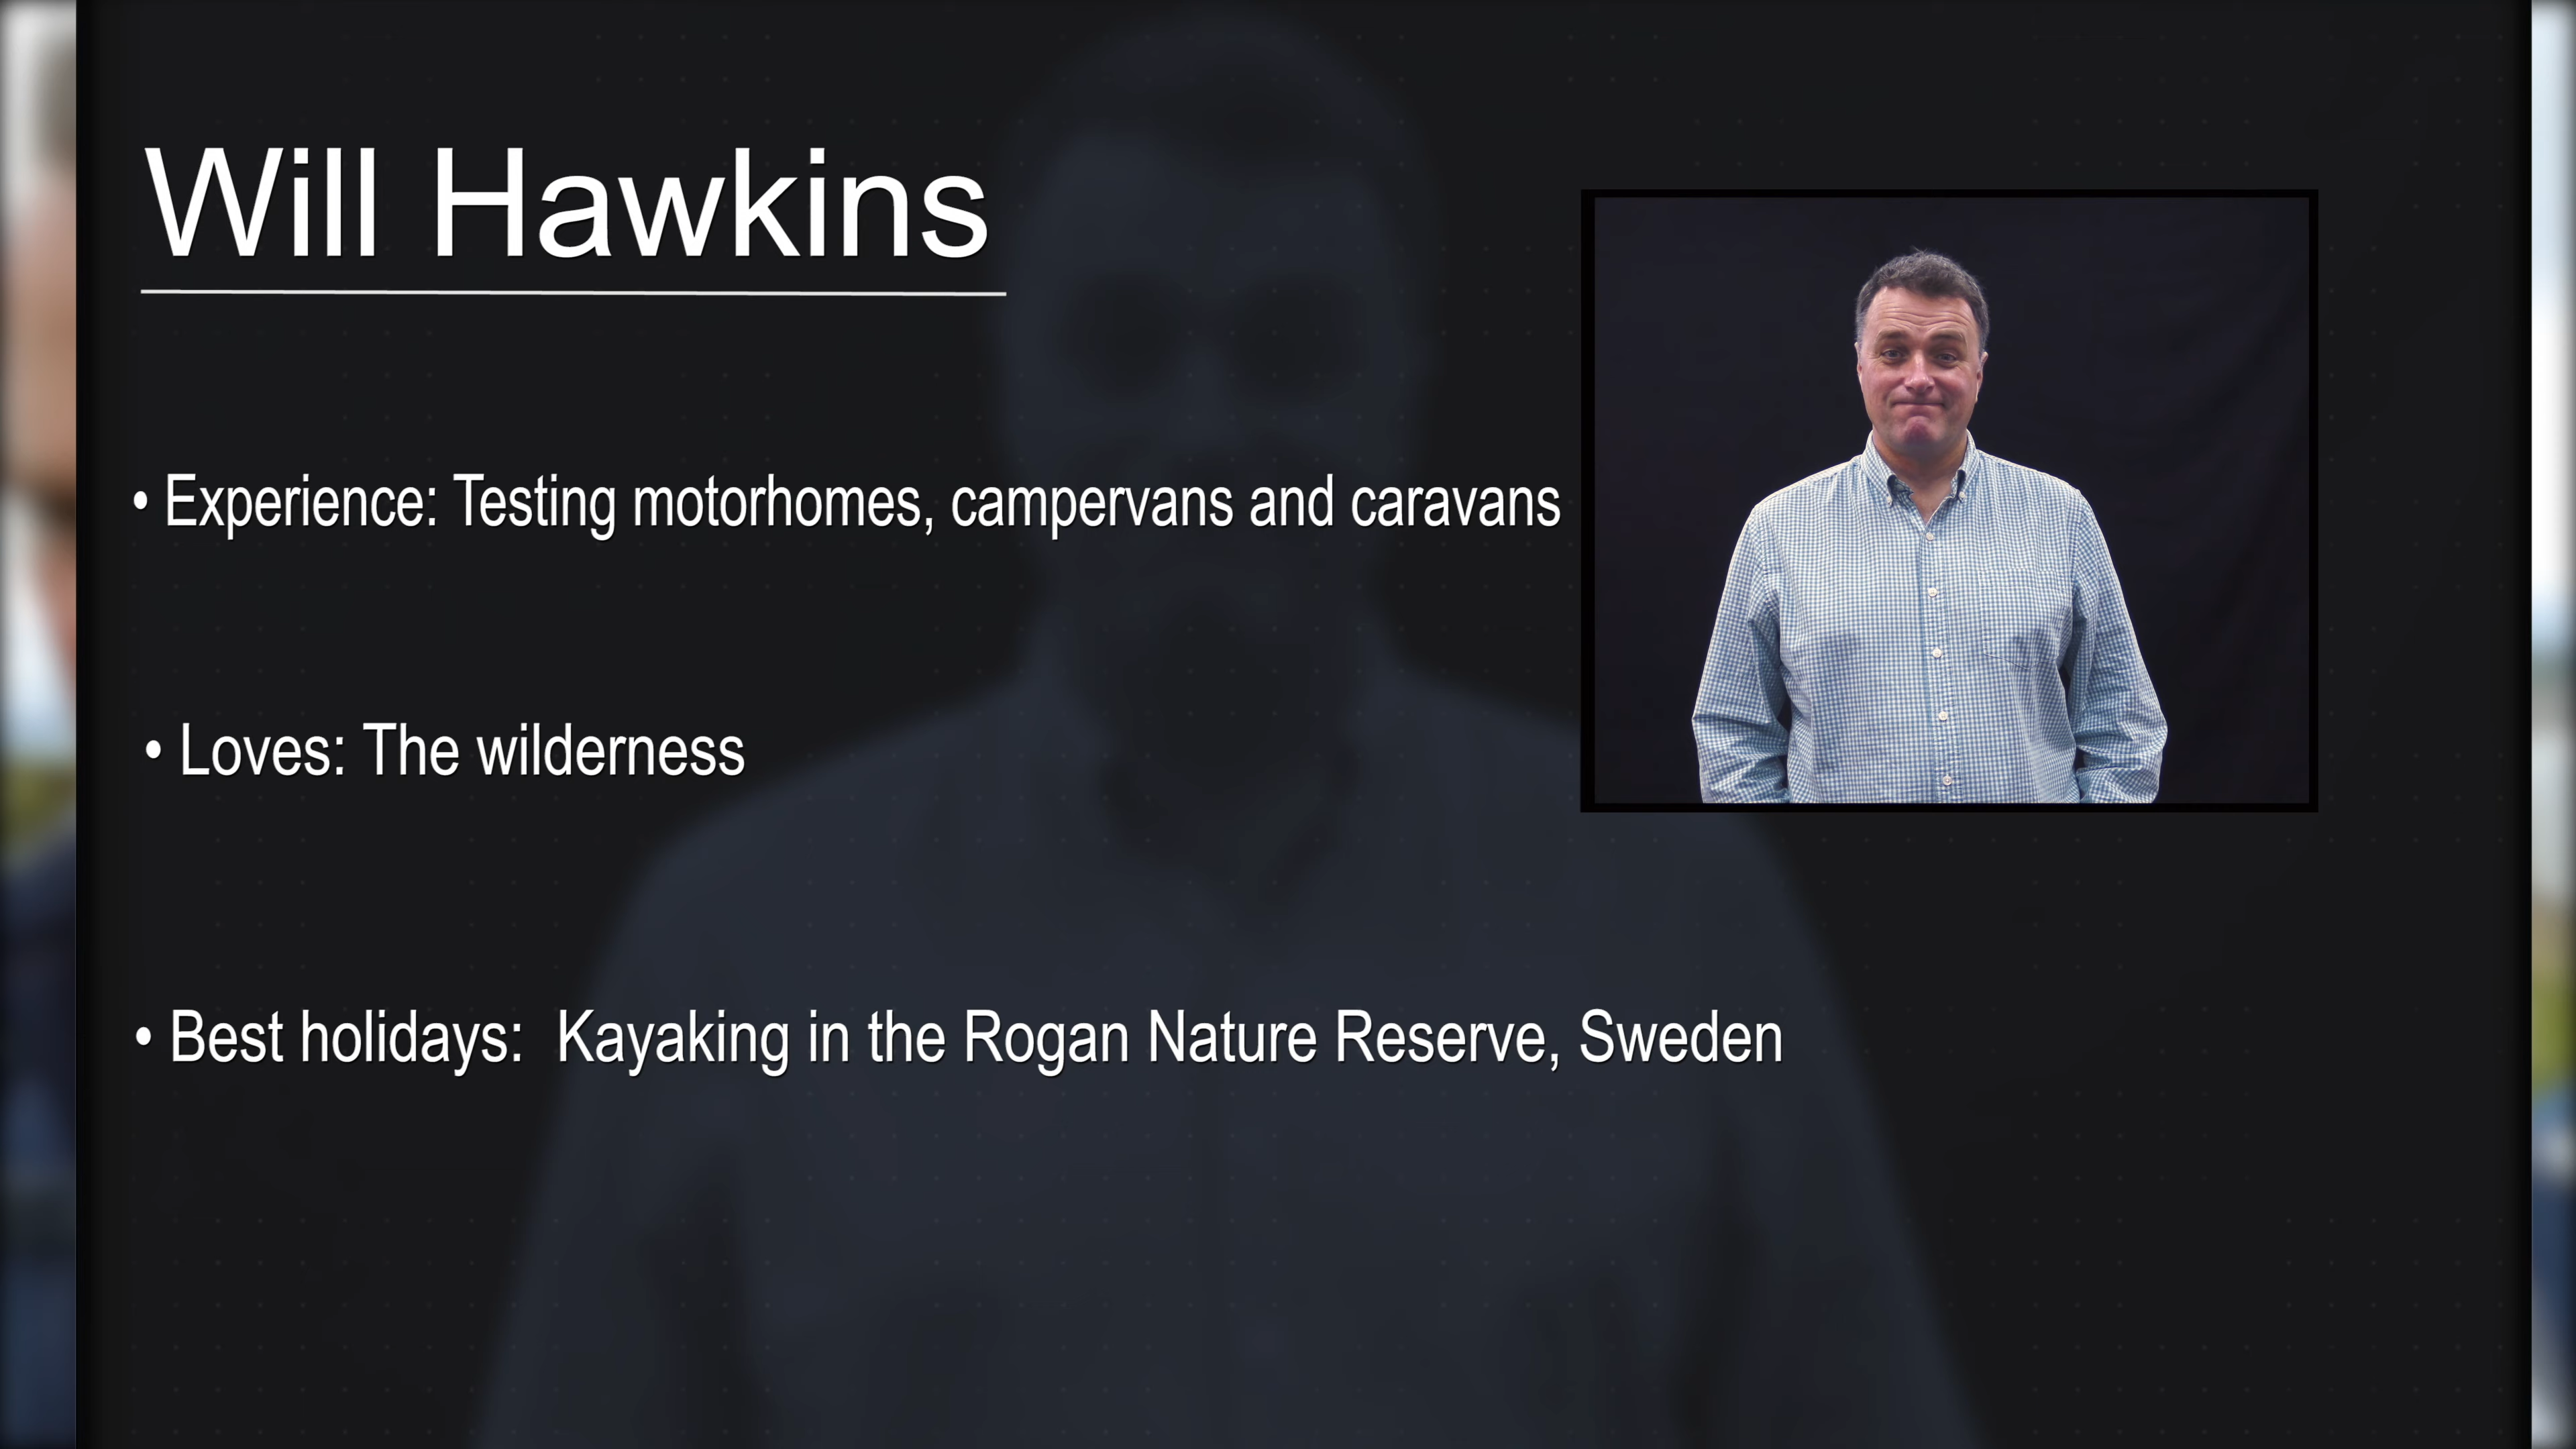 Will Hawkins
• Experience: Testing motorhomes, campervans and caravans
• Loves: The wilderness
• Best holidays: Kayaking in the Rogan Nature Reserve, Sweden